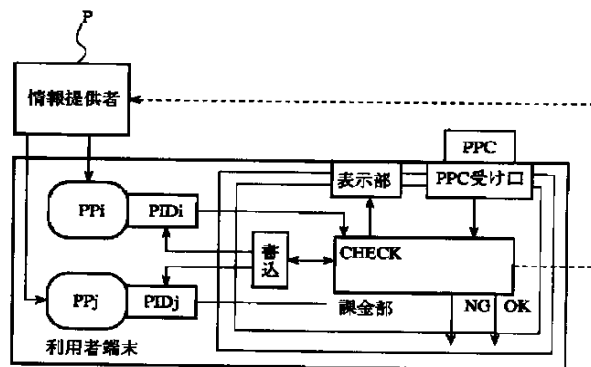 P
情報提供者
PPC
表示部
PPC受け口
PPi
PIDi
書込
CHECK
PPj
PIDj
課金部
NG
OK
利用者端末